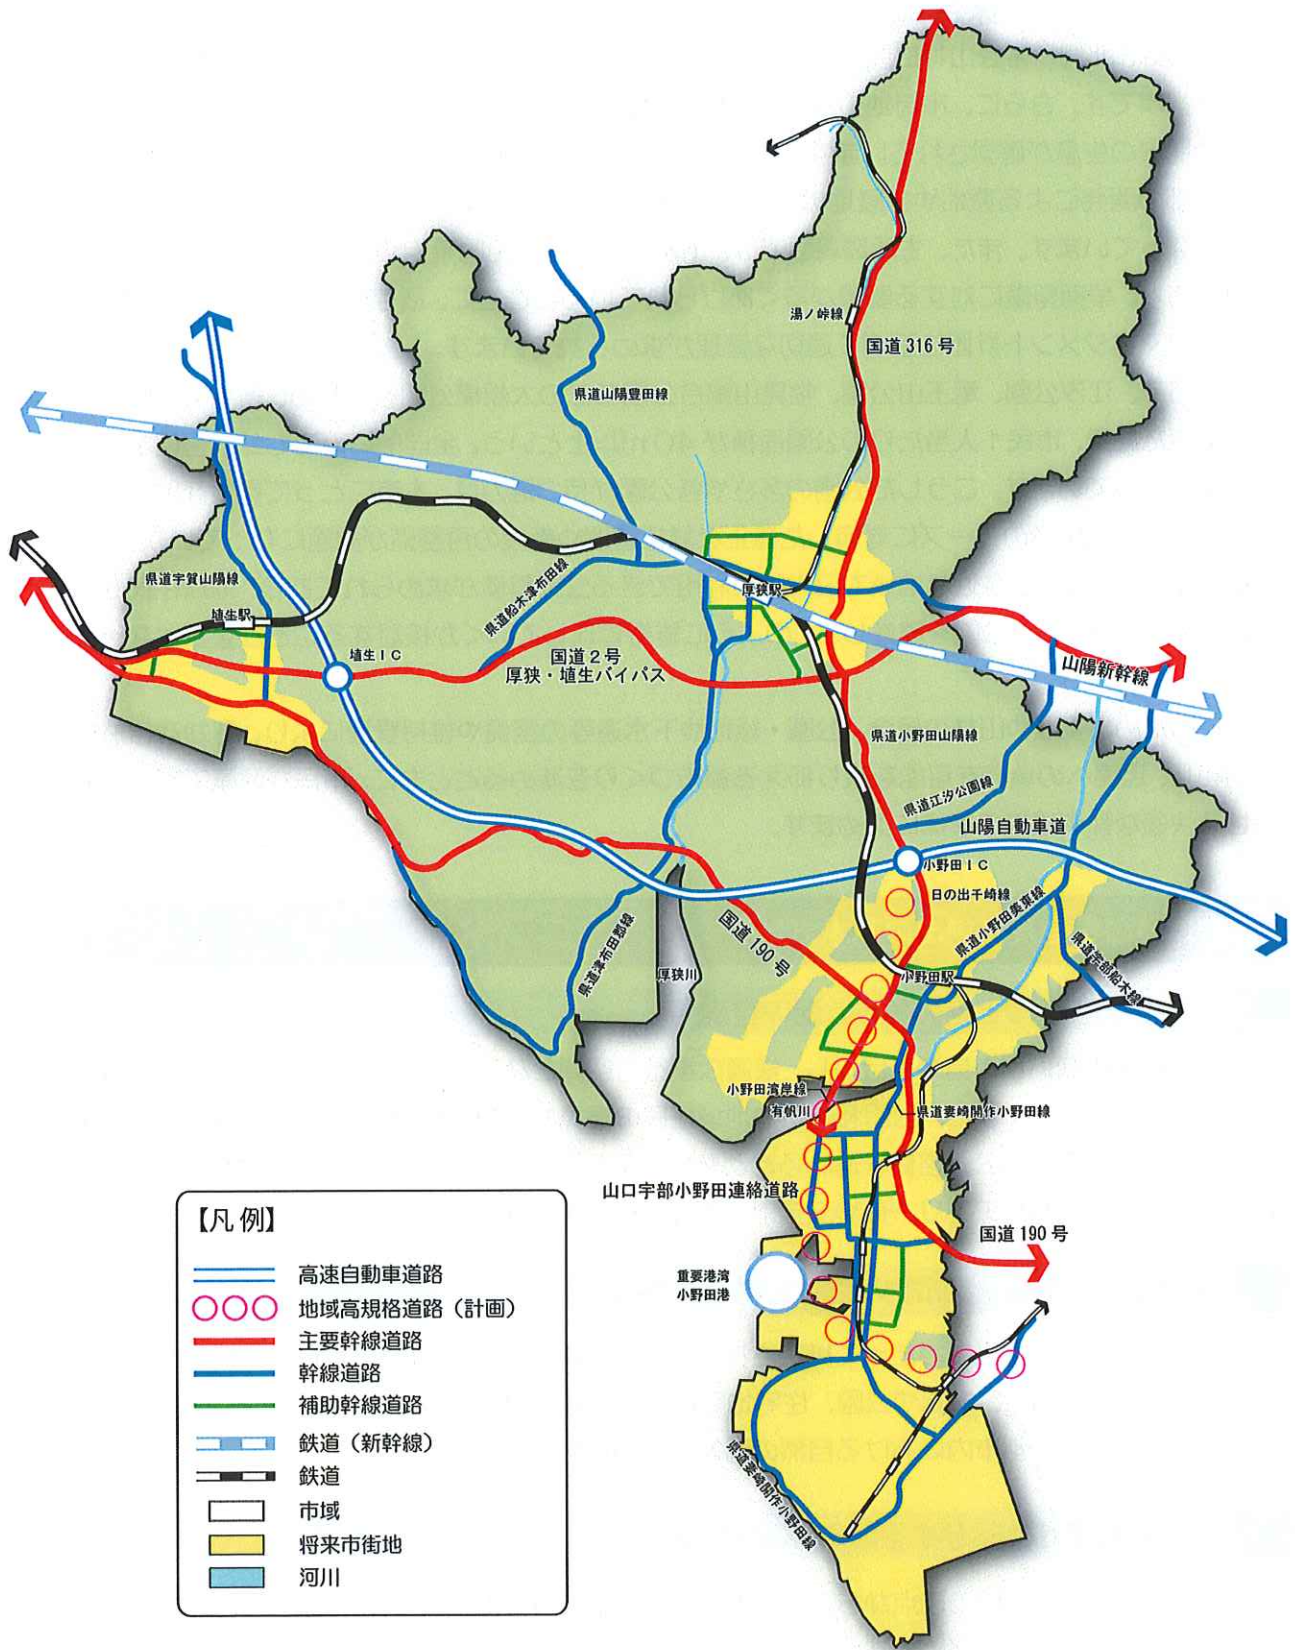 湯ノ峠線
国道316号
県道山陽豊田線
県道宇賀山陽線
埴生駅
県道船木津布田線
厚狭駅
埴生IC
国道2号
厚狭・埴生バイパス
山陽新幹線
県道小野田山陽線
県道江汐公園線
山陽自動車道
小野田IC
日の出千崎線
県道小野田美東線
国道190号
県道津布田郡線
厚狭川
小野田駅
県道宇部船木線
小野田湾岸線
有帆川
県道妻崎開作小野田線
山口宇部小野田連絡道路
国道190号
重要港湾
小野田港
県道妻崎開作小野田線
【凡例】
高速自動車道路
地域高規格道路（計画）
主要幹線道路
幹線道路
補助幹線道路
鉄道（新幹線）
鉄道
市域
将来市街地
河川